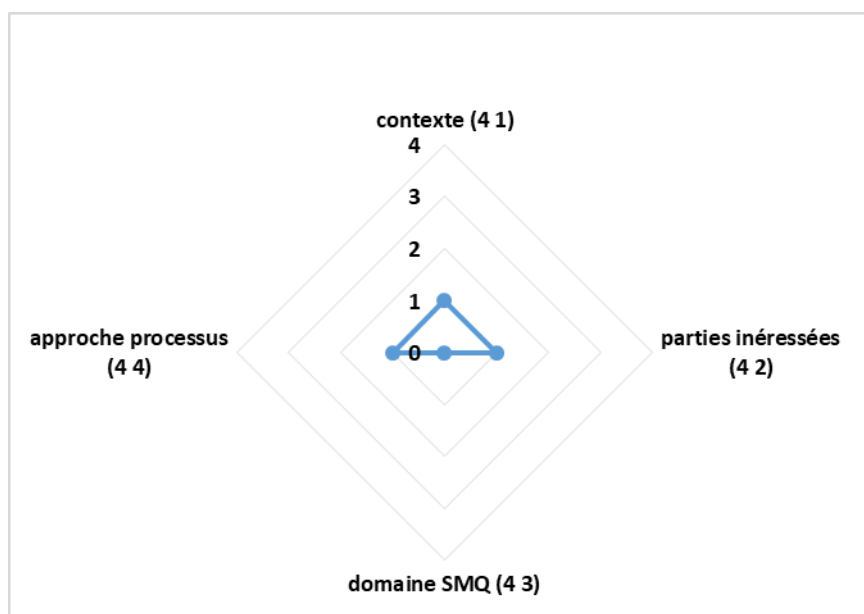 contexte (4 1)
4
3
2
1
0
approche processus
(4 4)
parties inéressées
(4 2)
domaine SMQ (4 3)